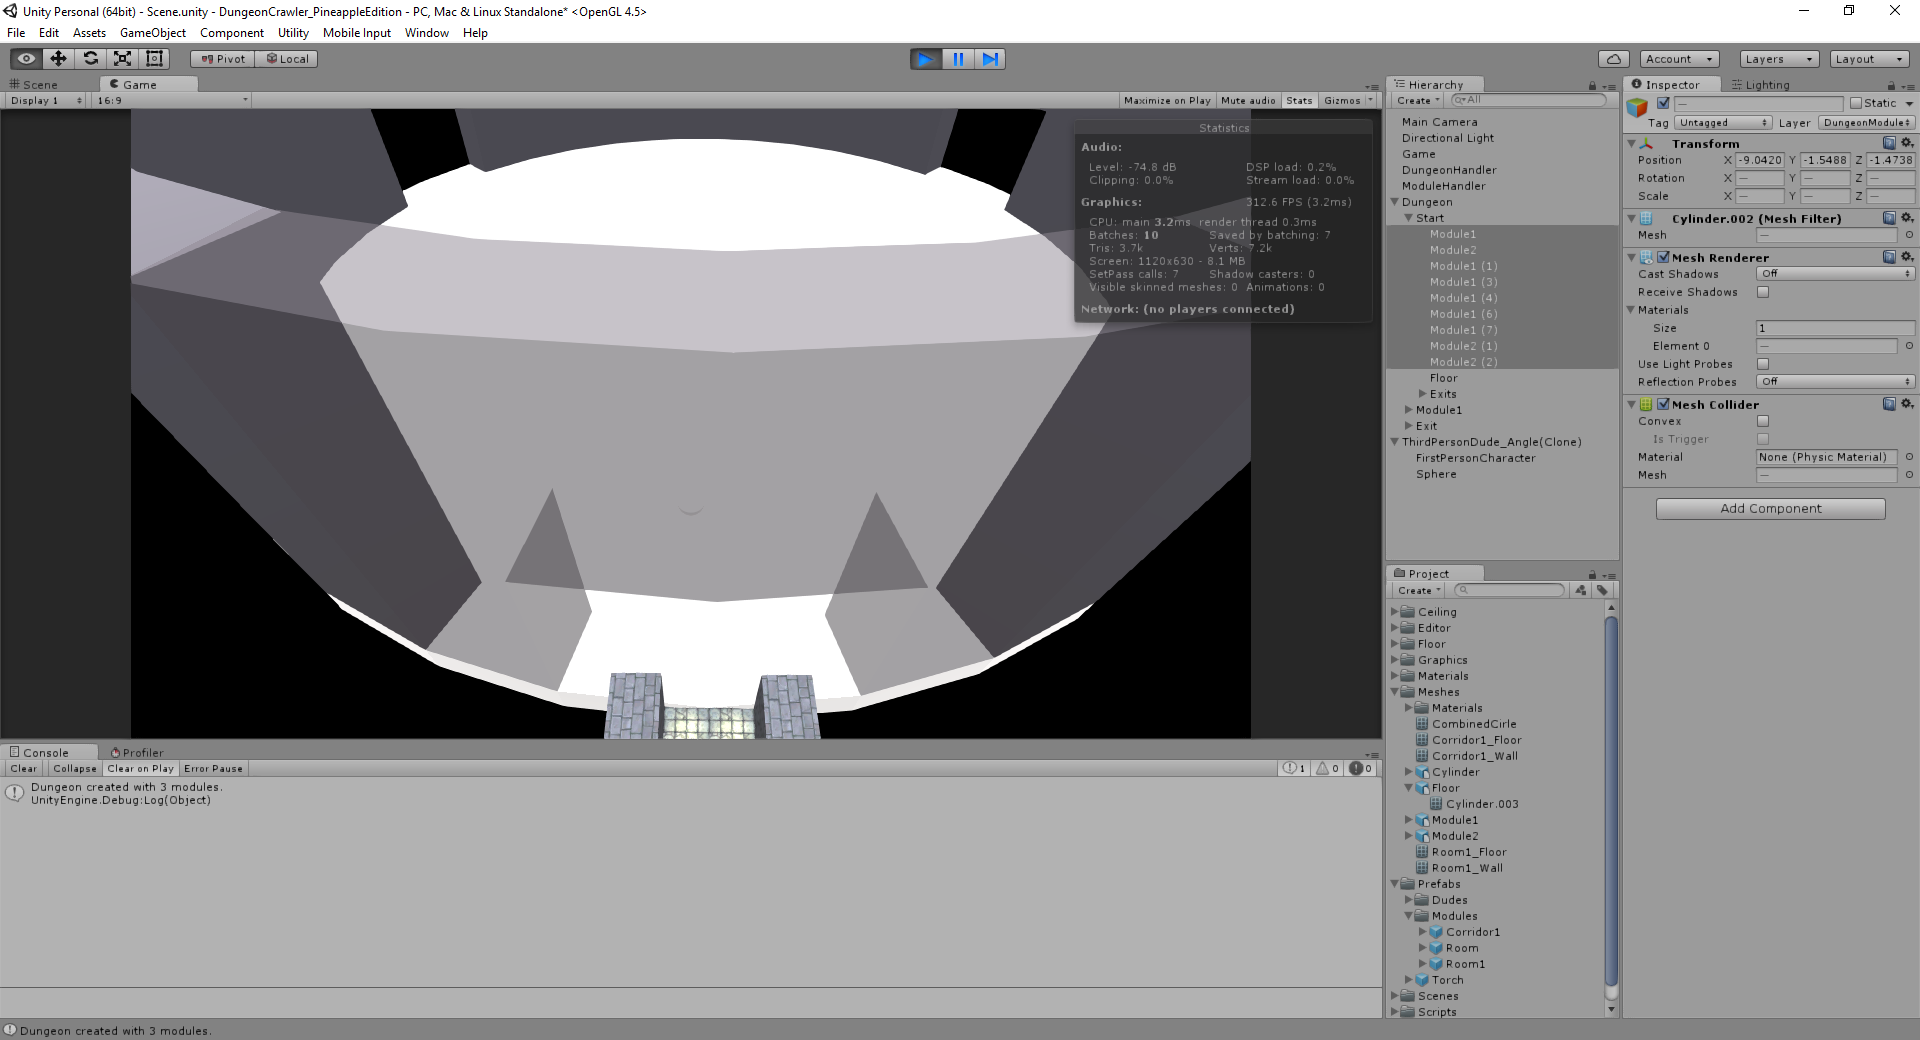 Unity Personal (64bit) - Scene.unity - DungeonCrawler_PineappleEdition - PC, Mac & Linux Standalone* <OpenGL 4.5>
File Edit Assets GameObject Component Utility Mobile Input Window Help
Pivot Local Account Layers Layout
Scene Game
Display 1 16:9 Maximize on Play Mute audio Stats Gizmos
Statistics
Audio:
Level: -74.8 dB DSP load: 0.2%
Clipping: 0.0% Stream load: 0.0%
Graphics: 312.6 FPS (3.2ms)
CPU: main 3.2ms render thread 0.3ms
Batches: 10 Saved by batching: 7
Tris: 3.7k Verts: 7.2k
Screen: 1120x630 - 8.1 MB
SetPass calls: 7 Shadow casters: 0
Visible skinned meshes: 0 Animations: 0
Network: (no players connected)
Hierarchy
Create All
Main Camera
Directional Light
Game
DungeonHandler
ModuleHandler
Dungeon
Start
Module1
Module2
Module1 (1)
Module1 (3)
Module1 (4)
Module1 (6)
Module1 (7)
Module2 (1)
Module2 (2)
Floor
Exits
Module1
Exit
ThirdPersonDude_Angle(Clone)
FirstPersonCharacter
Sphere
Inspector Lighting
— Static
Tag Untagged Layer DungeonModule
Transform
Position X -9.0420 Y -1.5488 Z -1.4738
Rotation X — Y — Z —
Scale X — Y — Z —
Cylinder.002 (Mesh Filter)
Mesh —
Mesh Renderer
Cast Shadows Off
Receive Shadows
Materials
Size 1
Element 0 —
Use Light Probes
Reflection Probes Off
Mesh Collider
Convex
Is Trigger
Material None (Physic Material)
Mesh —
Add Component
Project
Create
Ceiling
Editor
Floor
Graphics
Materials
Meshes
Materials
CombinedCirle
Corridor1_Floor
Corridor1_Wall
Cylinder
Floor
Cylinder.003
Module1
Module2
Room1_Floor
Room1_Wall
Prefabs
Dudes
Modules
Corridor1
Room
Room1
Torch
Scenes
Scripts
Console Profiler
Clear Collapse Clear on Play Error Pause 1 0 0
Dungeon created with 3 modules.
UnityEngine.Debug:Log(Object)
Dungeon created with 3 modules.